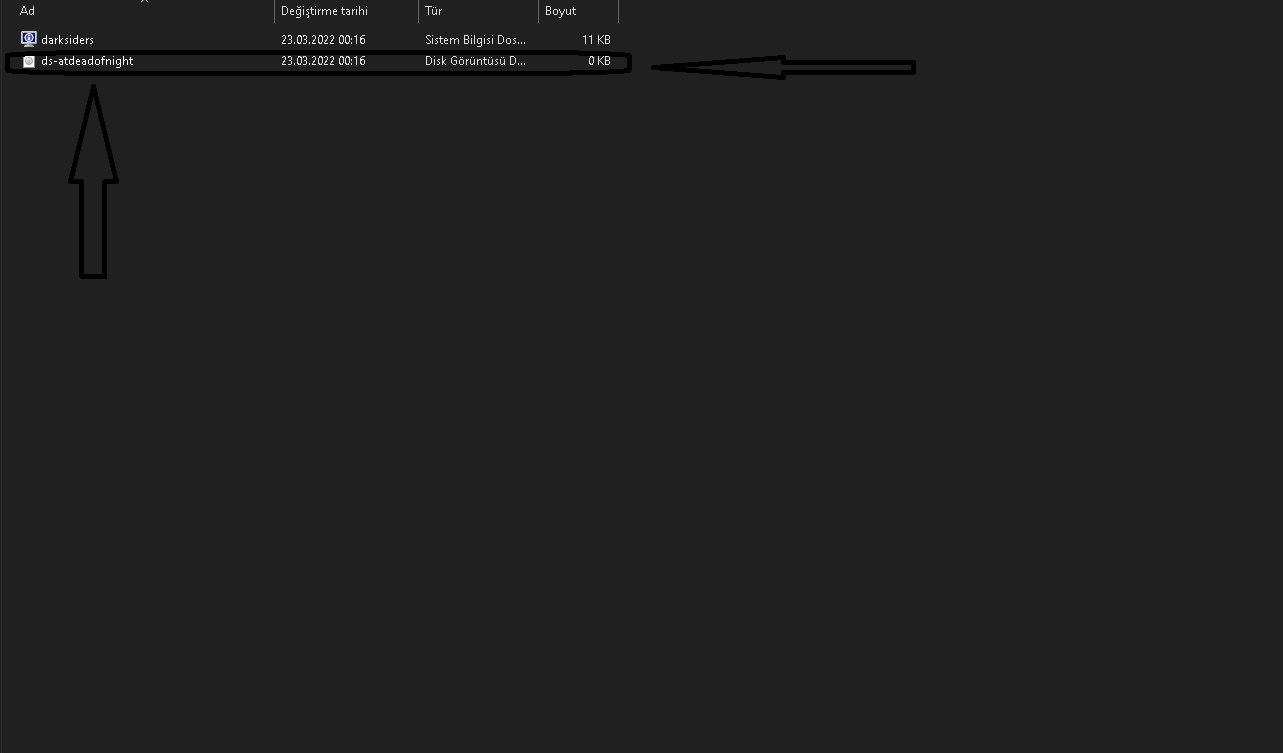 Ad Değiştirme tarihi Tür Boyut
darksiders 23.03.2022 00:16 Sistem Bilgisi Dos... 11 KB
ds-atdeadofnight 23.03.2022 00:16 Disk Görüntüsü D... 0 KB